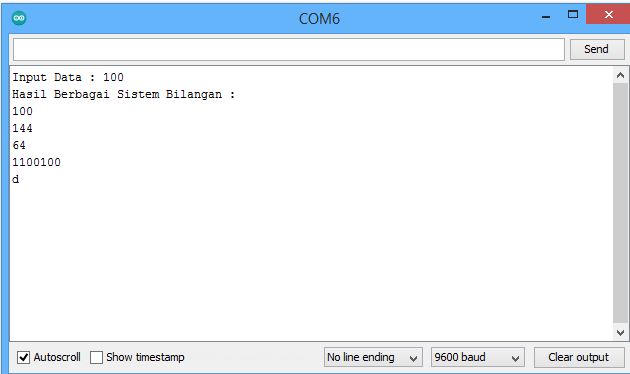 COM6
Send
Input Data : 100
Hasil Berbagai Sistem Bilangan :
100
144
64
1100100
d
Autoscroll Show timestamp No line ending 9600 baud Clear output